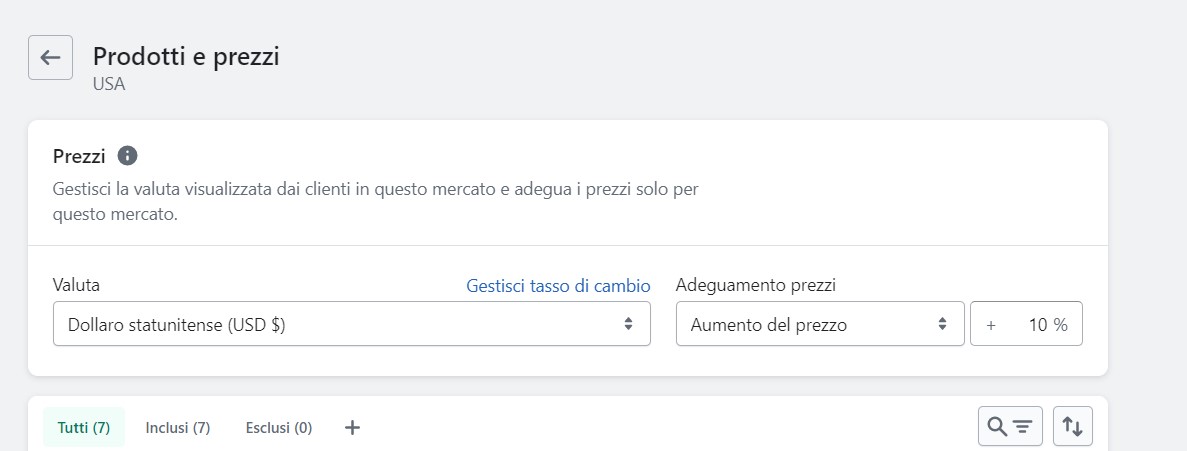 Prodotti e prezzi
USA
Prezzi
Gestisci la valuta visualizzata dai clienti in questo mercato e adegua i prezzi solo per
questo mercato.
Valuta Gestisci tasso di cambio Adeguamento prezzi
Dollaro statunitense (USD $) Aumento del prezzo + 10 %
Tutti (7) Inclusi (7) Esclusi (0) +